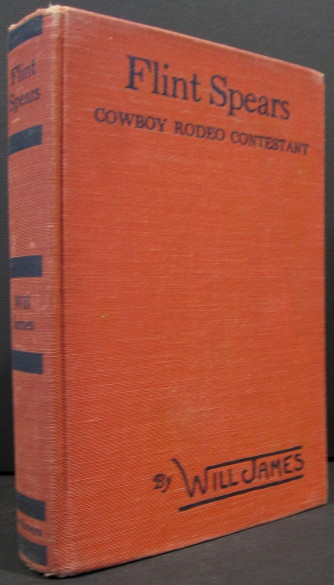 Flint Spears
COWBOY RODEO CONTESTANT
By WILL JAMES
Flint
Spears
Will
James